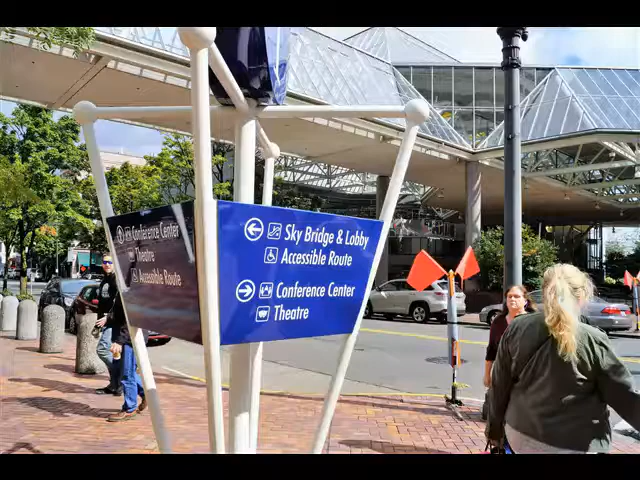 Conference Center
Theatre
Accessible Route
Sky Bridge & Lobby
Accessible Route
Conference Center
Theatre